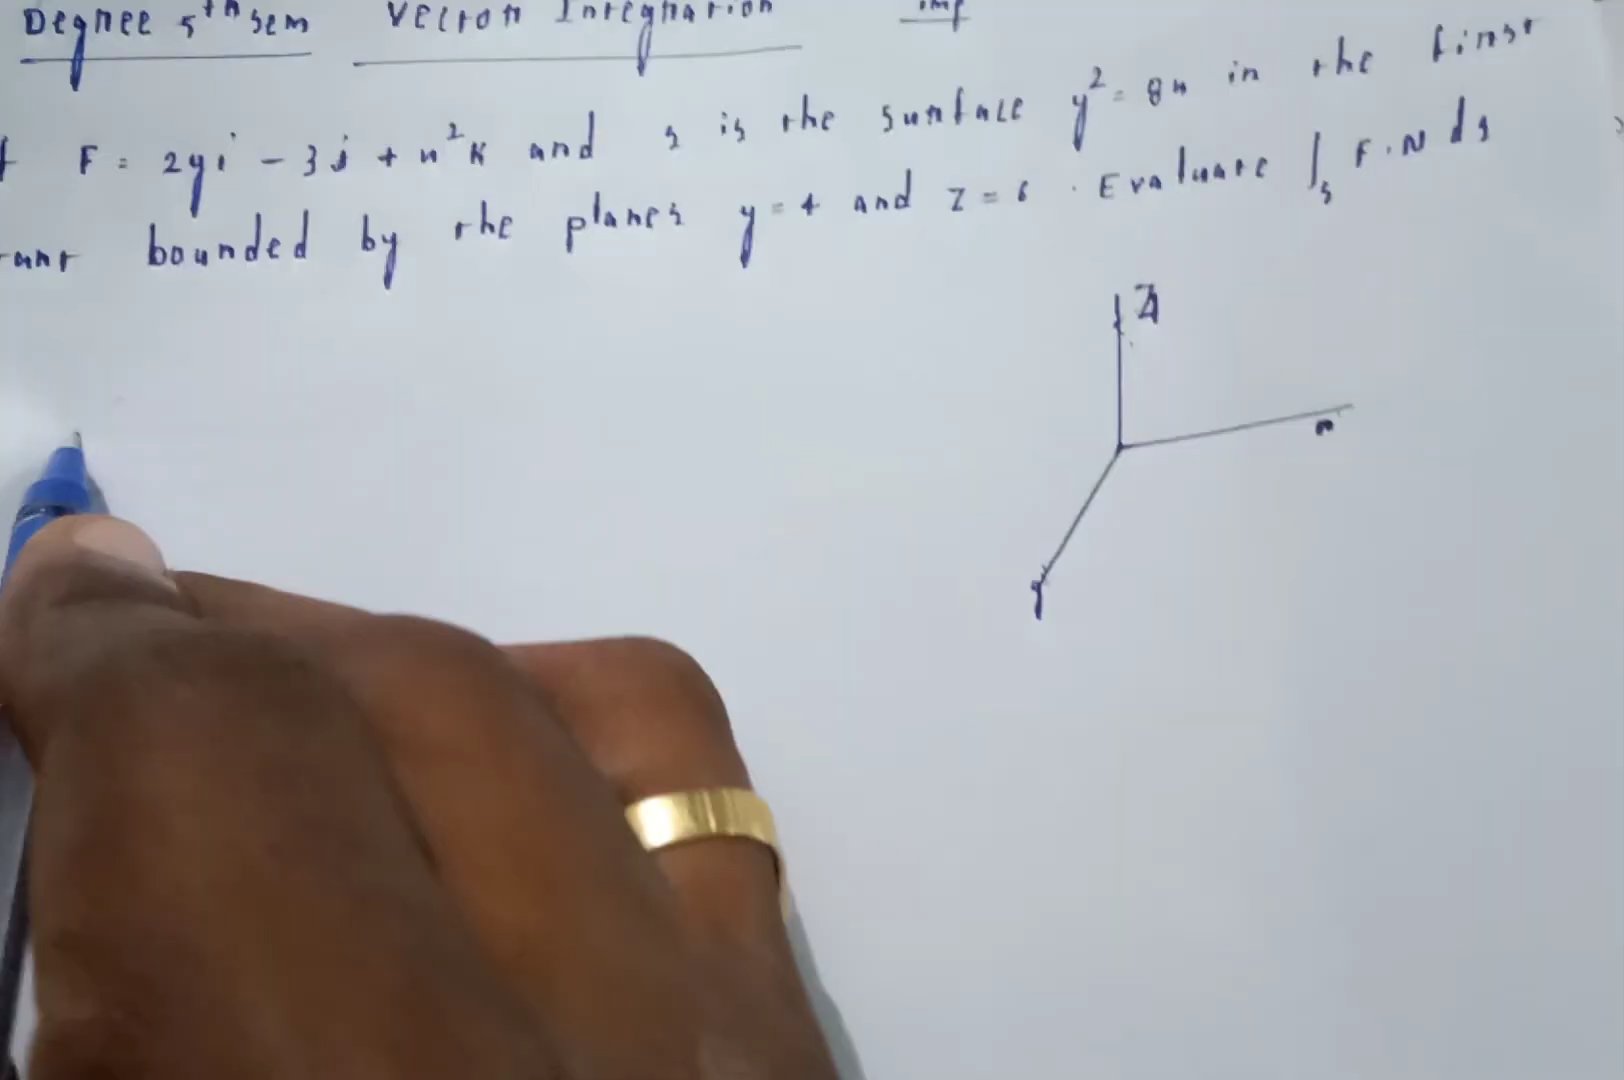 Degree 5th sem Vector Integration imp
f F = 2yi - 3j + x²K and s is the surface y² = 8x in the first
tant bounded by the planes y = 4 and z = 6 . Evaluate ∫s F.N ds
Z
x
y